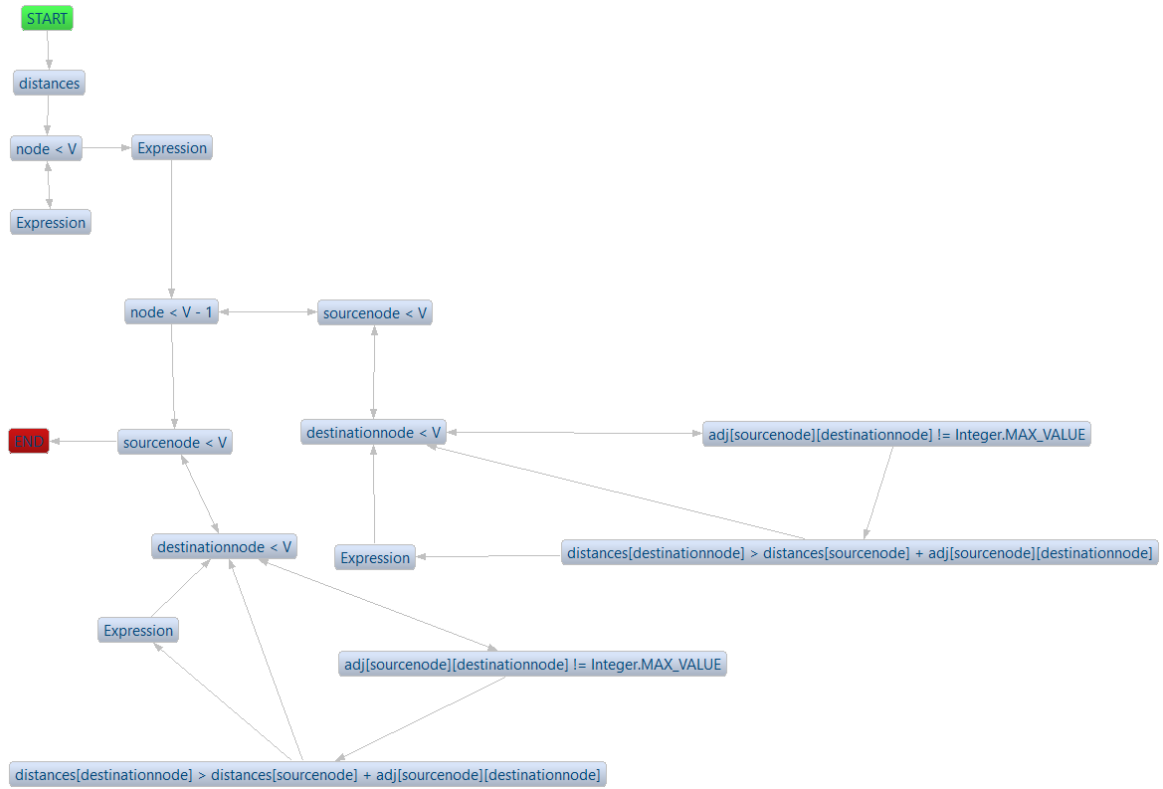 START
distances
node < V
Expression
Expression
node < V - 1
sourcenode < V
destinationnode < V
adj[sourcenode][destinationnode] != Integer.MAX_VALUE
END
sourcenode < V
destinationnode < V
Expression
distances[destinationnode] > distances[sourcenode] + adj[sourcenode][destinationnode]
Expression
adj[sourcenode][destinationnode] != Integer.MAX_VALUE
distances[destinationnode] > distances[sourcenode] + adj[sourcenode][destinationnode]